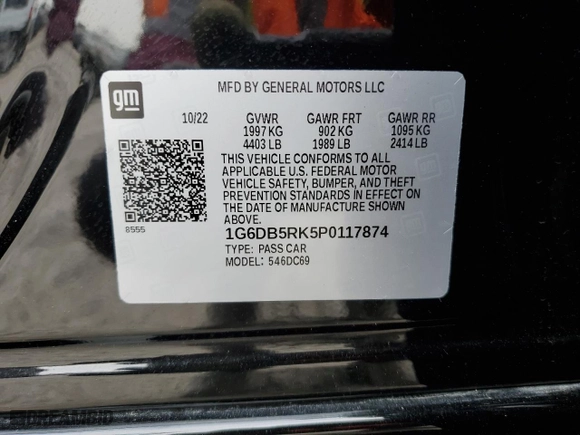 gm
MFD BY GENERAL MOTORS LLC
10/22 GVWR GAWR FRT GAWR RR
1997 KG 902 KG 1095 KG
4403 LB 1989 LB 2414 LB
THIS VEHICLE CONFORMS TO ALL
APPLICABLE U.S. FEDERAL MOTOR
VEHICLE SAFETY, BUMPER, AND THEFT
PREVENTION STANDARDS IN EFFECT ON
THE DATE OF MANUFACTURE SHOWN
ABOVE.
8555
1G6DB5RK5P0117874
TYPE: PASS CAR
MODEL: 546DC69